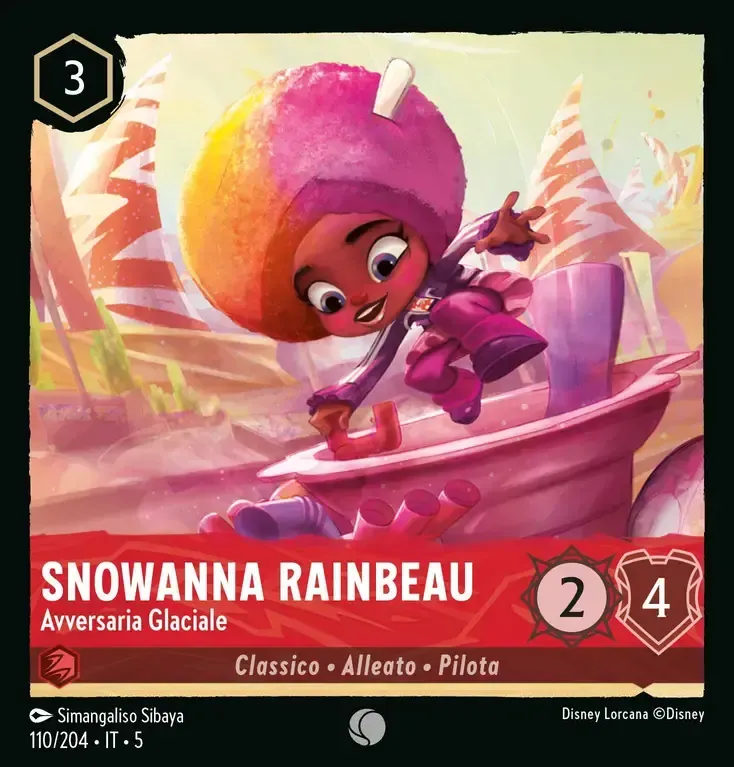 3
SNOWANNA RAINBEAU
Avversaria Glaciale
2
4
Classico • Alleato • Pilota
Simangaliso Sibaya
Disney Lorcana ©Disney
110/204 • IT • 5